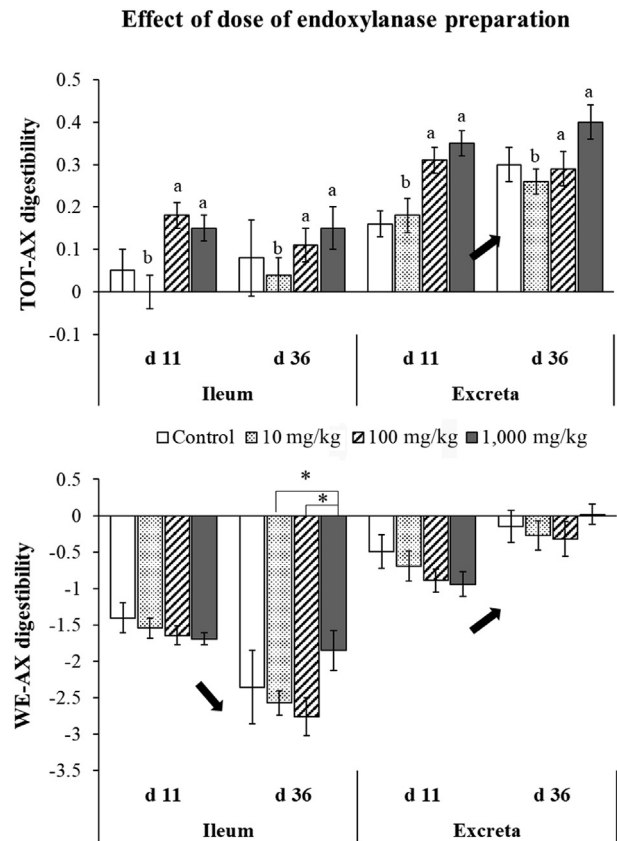 Effect of dose of endoxylanase preparation
TOT-AX digestibility
0.5
0.4
0.3
0.2
0.1
0
-0.1
b a a b a a b a a b a a
d 11 d 36 d 11 d 36
Ileum Excreta
Control 10 mg/kg 100 mg/kg 1,000 mg/kg
WE-AX digestibility
0.5
0
-0.5
-1
-1.5
-2
-2.5
-3
-3.5
*
*
d 11 d 36 d 11 d 36
Ileum Excreta